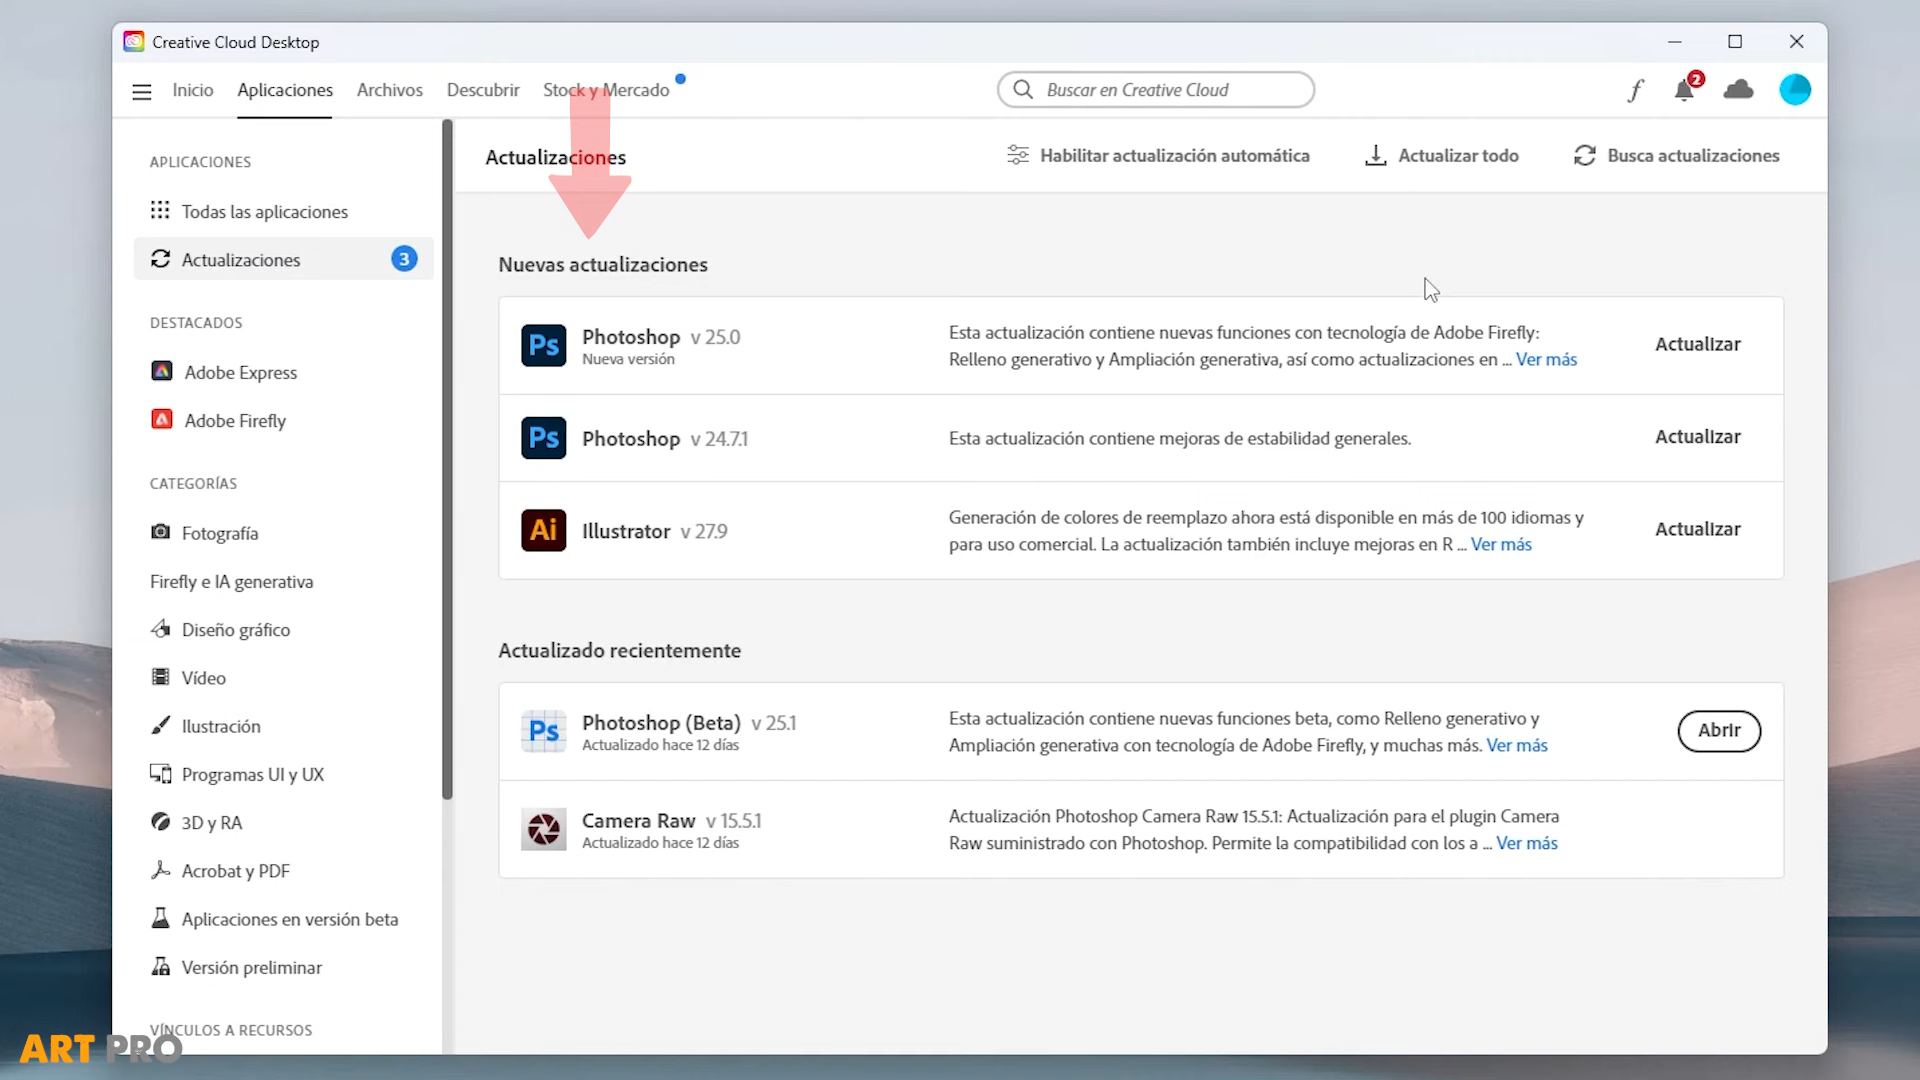 Creative Cloud Desktop
Inicio
Aplicaciones
Archivos
Descubrir
Stock y Mercado
Buscar en Creative Cloud
2
APLICACIONES
Todas las aplicaciones
Actualizaciones
3
DESTACADOS
Adobe Express
Adobe Firefly
CATEGORÍAS
Fotografía
Firefly e IA generativa
Diseño gráfico
Vídeo
Ilustración
Programas UI y UX
3D y RA
Acrobat y PDF
Aplicaciones en versión beta
Versión preliminar
VÍNCULOS A RECURSOS
Actualizaciones
Habilitar actualización automática
Actualizar todo
Busca actualizaciones
Nuevas actualizaciones
Ps
Photoshop v 25.0
Nueva versión
Esta actualización contiene nuevas funciones con tecnología de Adobe Firefly:
Relleno generativo y Ampliación generativa, así como actualizaciones en ... Ver más
Actualizar
Ps
Photoshop v 24.7.1
Esta actualización contiene mejoras de estabilidad generales.
Actualizar
Ai
Illustrator v 27.9
Generación de colores de reemplazo ahora está disponible en más de 100 idiomas y
para uso comercial. La actualización también incluye mejoras en R ... Ver más
Actualizar
Actualizado recientemente
Ps
Photoshop (Beta) v 25.1
Actualizado hace 12 días
Esta actualización contiene nuevas funciones beta, como Relleno generativo y
Ampliación generativa con tecnología de Adobe Firefly, y muchas más. Ver más
Abrir
Camera Raw v 15.5.1
Actualizado hace 12 días
Actualización Photoshop Camera Raw 15.5.1: Actualización para el plugin Camera
Raw suministrado con Photoshop. Permite la compatibilidad con los a ... Ver más
ART PRO